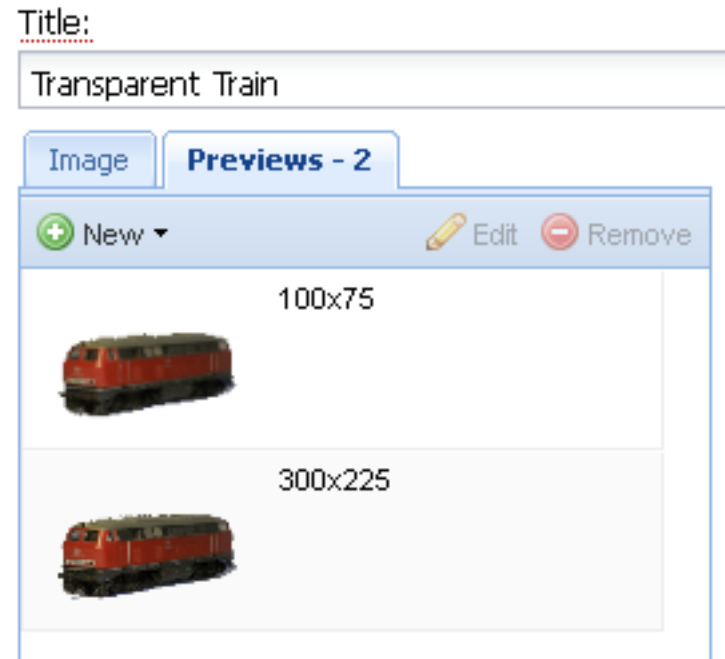 Title:
Transparent Train
Image Previews - 2
New Edit Remove
100x75
300x225